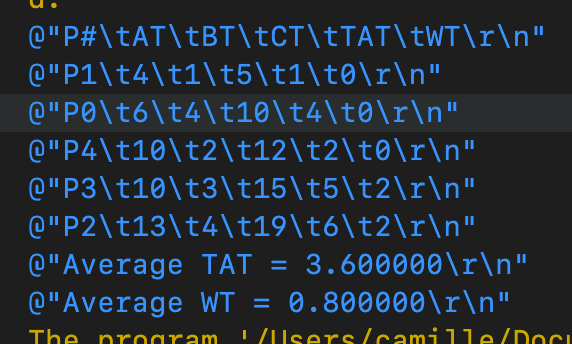 @"P#\tAT\tBT\tCT\tTAT\tWT\r\n"
@"P1\t4\t1\t5\t1\t0\r\n"
@"P0\t6\t4\t10\t4\t0\r\n"
@"P4\t10\t2\t12\t2\t0\r\n"
@"P3\t10\t3\t15\t5\t2\r\n"
@"P2\t13\t4\t19\t6\t2\r\n"
@"Average TAT = 3.600000\r\n"
@"Average WT = 0.800000\r\n"
The program '/Users/camille/Docu